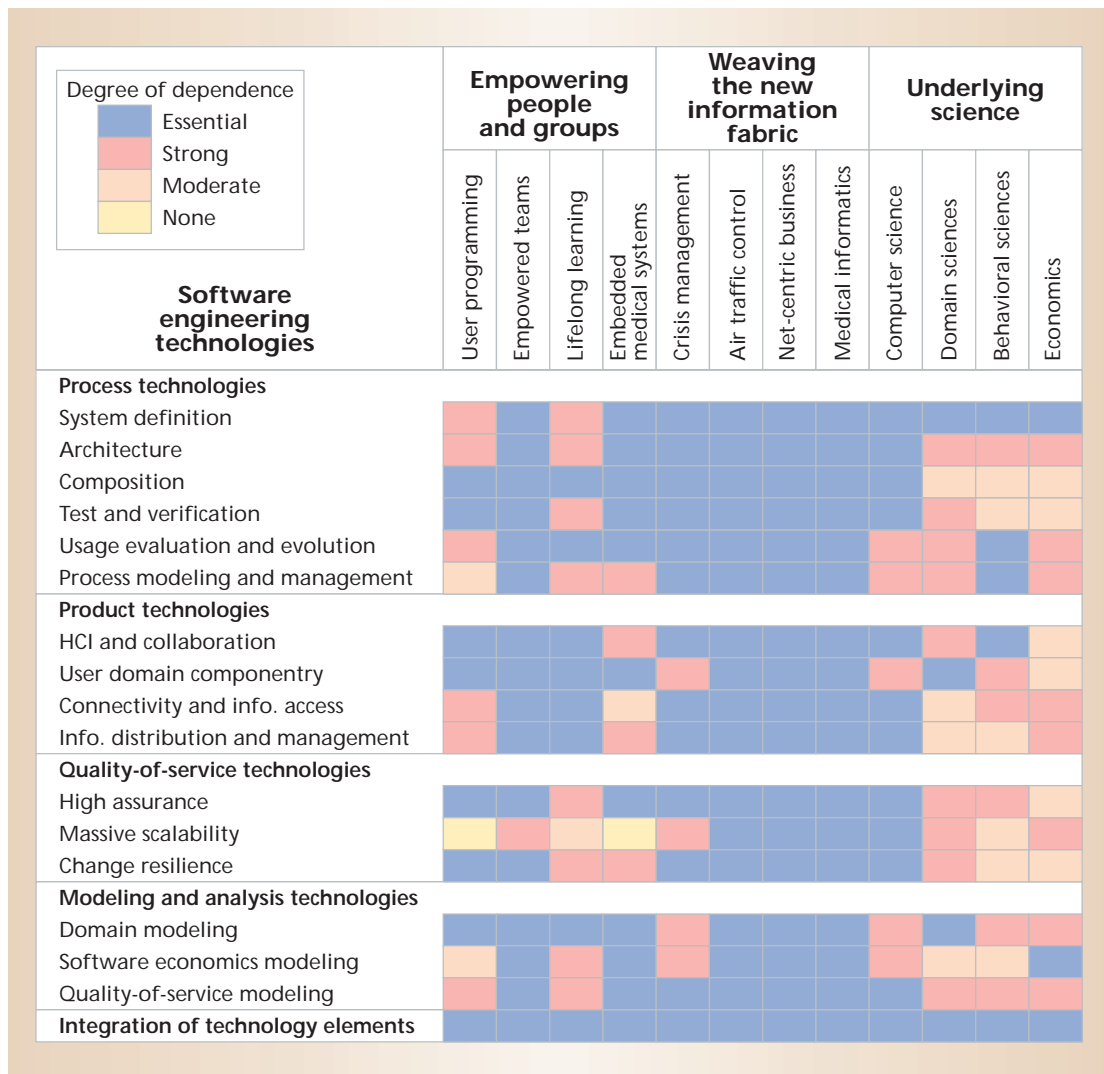 Degree of dependence
Essential
Strong
Moderate
None
Software
engineering
technologies
Empowering
people
and groups
Weaving
the new
information
fabric
Underlying
science
User programming
Empowered teams
Lifelong learning
Embedded
medical systems
Crisis management
Air traffic control
Net-centric business
Medical informatics
Computer science
Domain sciences
Behavioral sciences
Economics
Process technologies
System definition
Architecture
Composition
Test and verification
Usage evaluation and evolution
Process modeling and management
Product technologies
HCI and collaboration
User domain componentry
Connectivity and info. access
Info. distribution and management
Quality-of-service technologies
High assurance
Massive scalability
Change resilience
Modeling and analysis technologies
Domain modeling
Software economics modeling
Quality-of-service modeling
Integration of technology elements